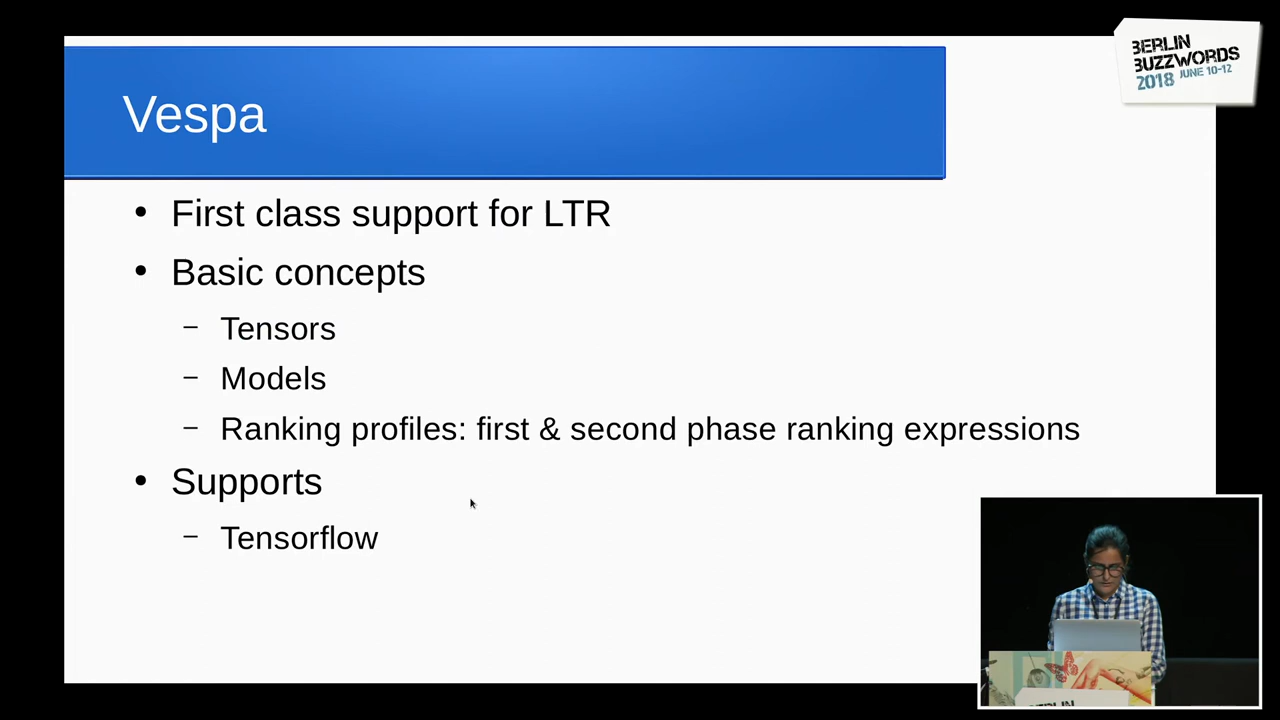 BERLIN
BUZZWORDS
2018 JUNE 10-12
Vespa
• First class support for LTR
• Basic concepts
– Tensors
– Models
– Ranking profiles: first & second phase ranking expressions
• Supports
– Tensorflow
BERLIN